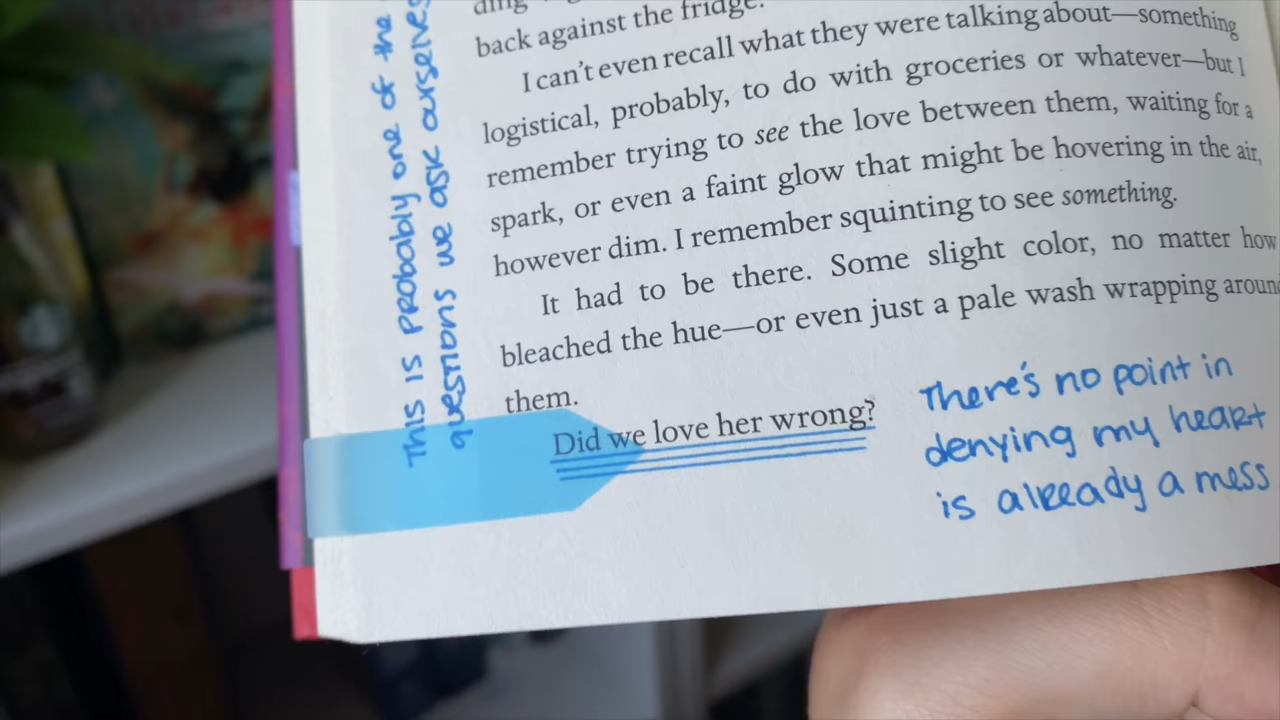 back against the fridge.
I can't even recall what they were talking about—something
logistical, probably, to do with groceries or whatever—but I
remember trying to see the love between them, waiting for a
spark, or even a faint glow that might be hovering in the air,
however dim. I remember squinting to see something.
It had to be there. Some slight color, no matter how
bleached the hue—or even just a pale wash wrapping around
them.
Did we love her wrong?
This is probably one of the
questions we ask ourselves
There's no point in
denying my heart
is already a mess